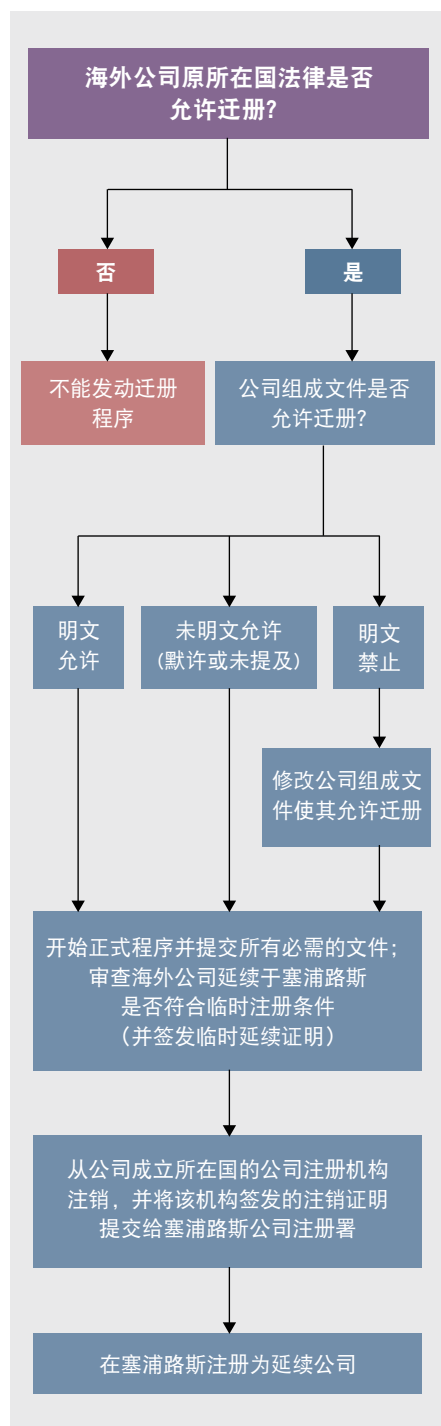 海外公司原所在国法律是否
允许迁册？
否
是
不能发动迁册
程序
公司组成文件是否
允许迁册？
明文
允许
未明文允许
(默许或未提及)
明文
禁止
修改公司组成文
件使其允许迁册
开始正式程序并提交所有必需的文件；
审查海外公司延续于塞浦路斯
是否符合临时注册条件
（并签发临时延续证明）
从公司成立所在国的公司注册机构
注销，并将该机构签发的注销证明
提交给塞浦路斯公司注册署
在塞浦路斯注册为延续公司